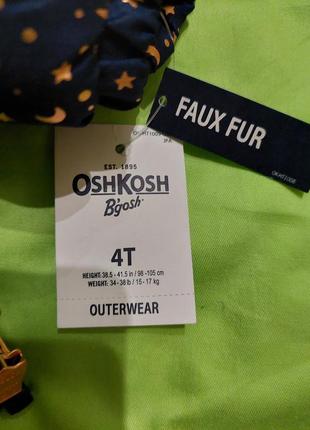 FAUX FUR
EST. 1895
OSHKOSH
B'gosh
4T
HEIGHT: 38.5 - 41.5 in / 98 -105 cm
WEIGHT: 34 - 38 lb / 15 - 17 kg
OUTERWEAR